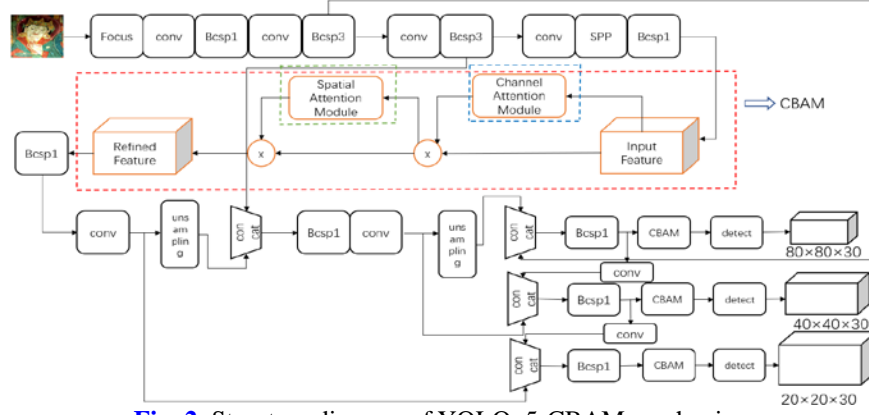 Focus conv Bcsp1 conv Bcsp3 conv Bcsp3 conv SPP Bcsp1
Spatial
Attention
Module
Channel
Attention
Module
CBAM
Bcsp1
Refined
Feature
x
x
Input
Feature
conv
uns
ampl
pling
con
cat
Bcsp1 conv
uns
am
plin
g
con
cat
Bcsp1 CBAM detect
80×80×30
conv
con
cat
Bcsp1 CBAM detect
40×40×30
conv
con
cat
Bcsp1 CBAM detect
20×20×30